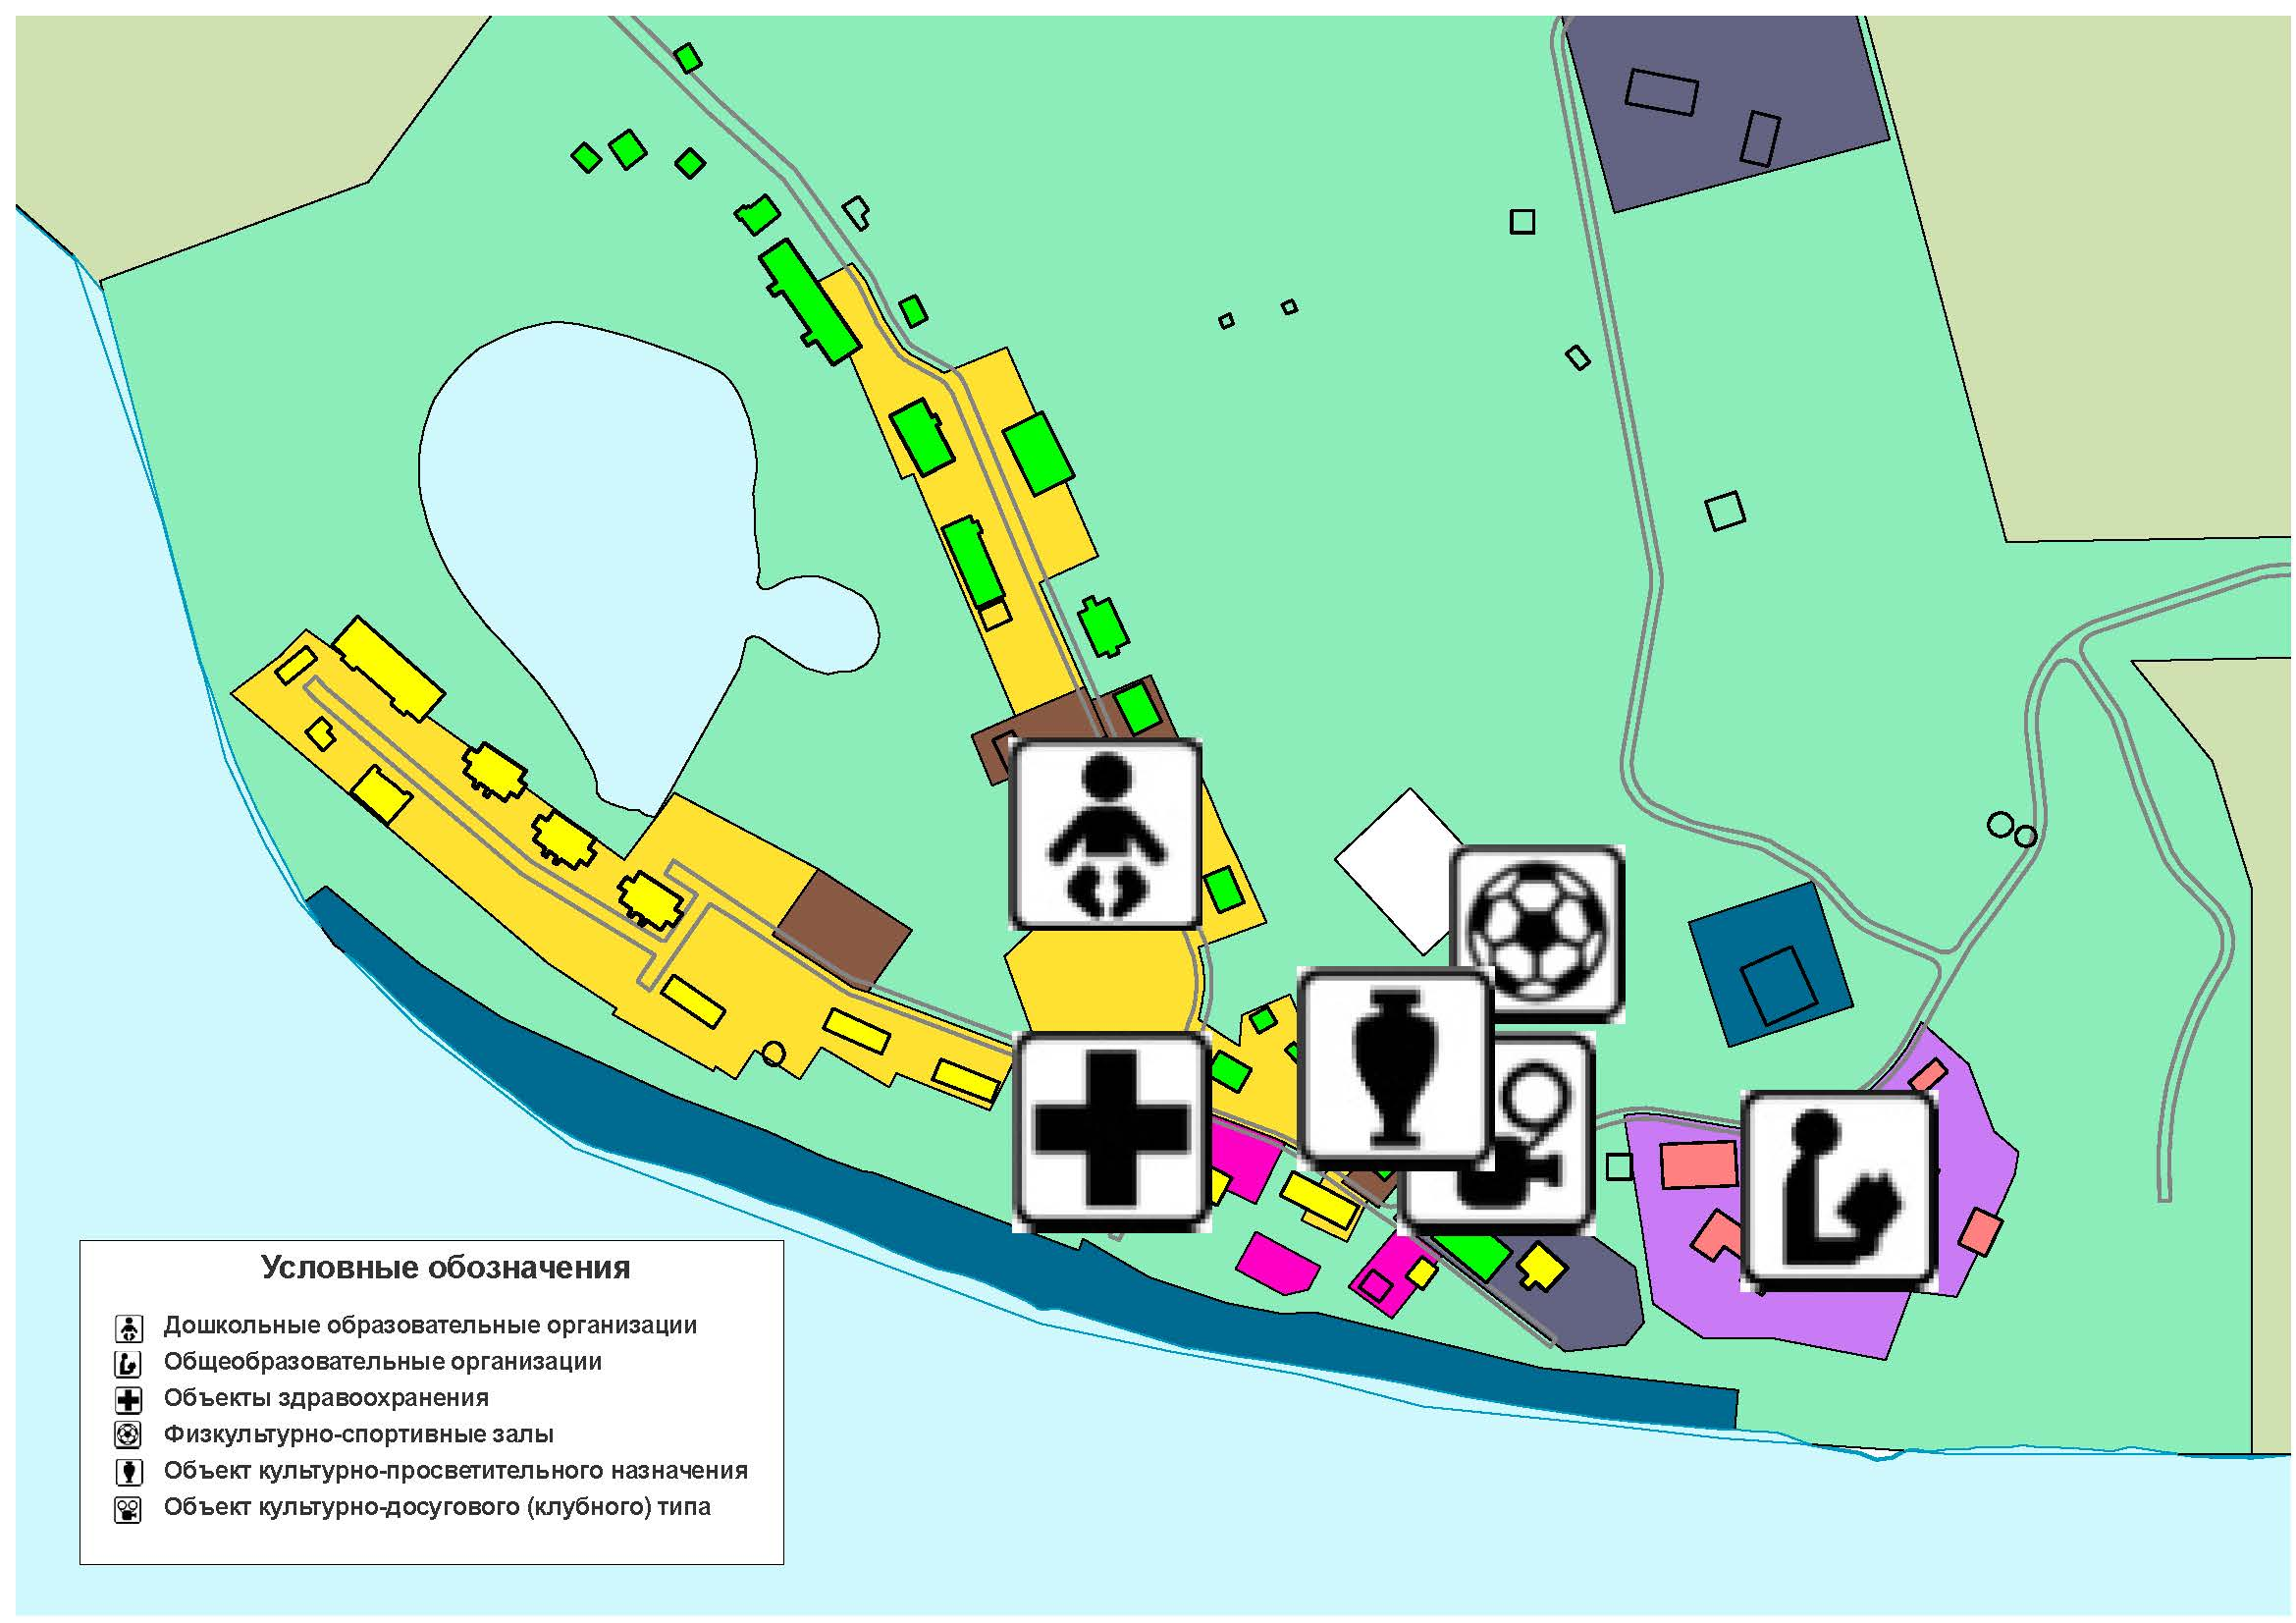 Условные обозначения
Дошкольные образовательные организации
Общеобразовательные организации
Объекты здравоохранения
Физкультурно-спортивные залы
Объект культурно-просветительного назначения
Объект культурно-досугового (клубного) типа